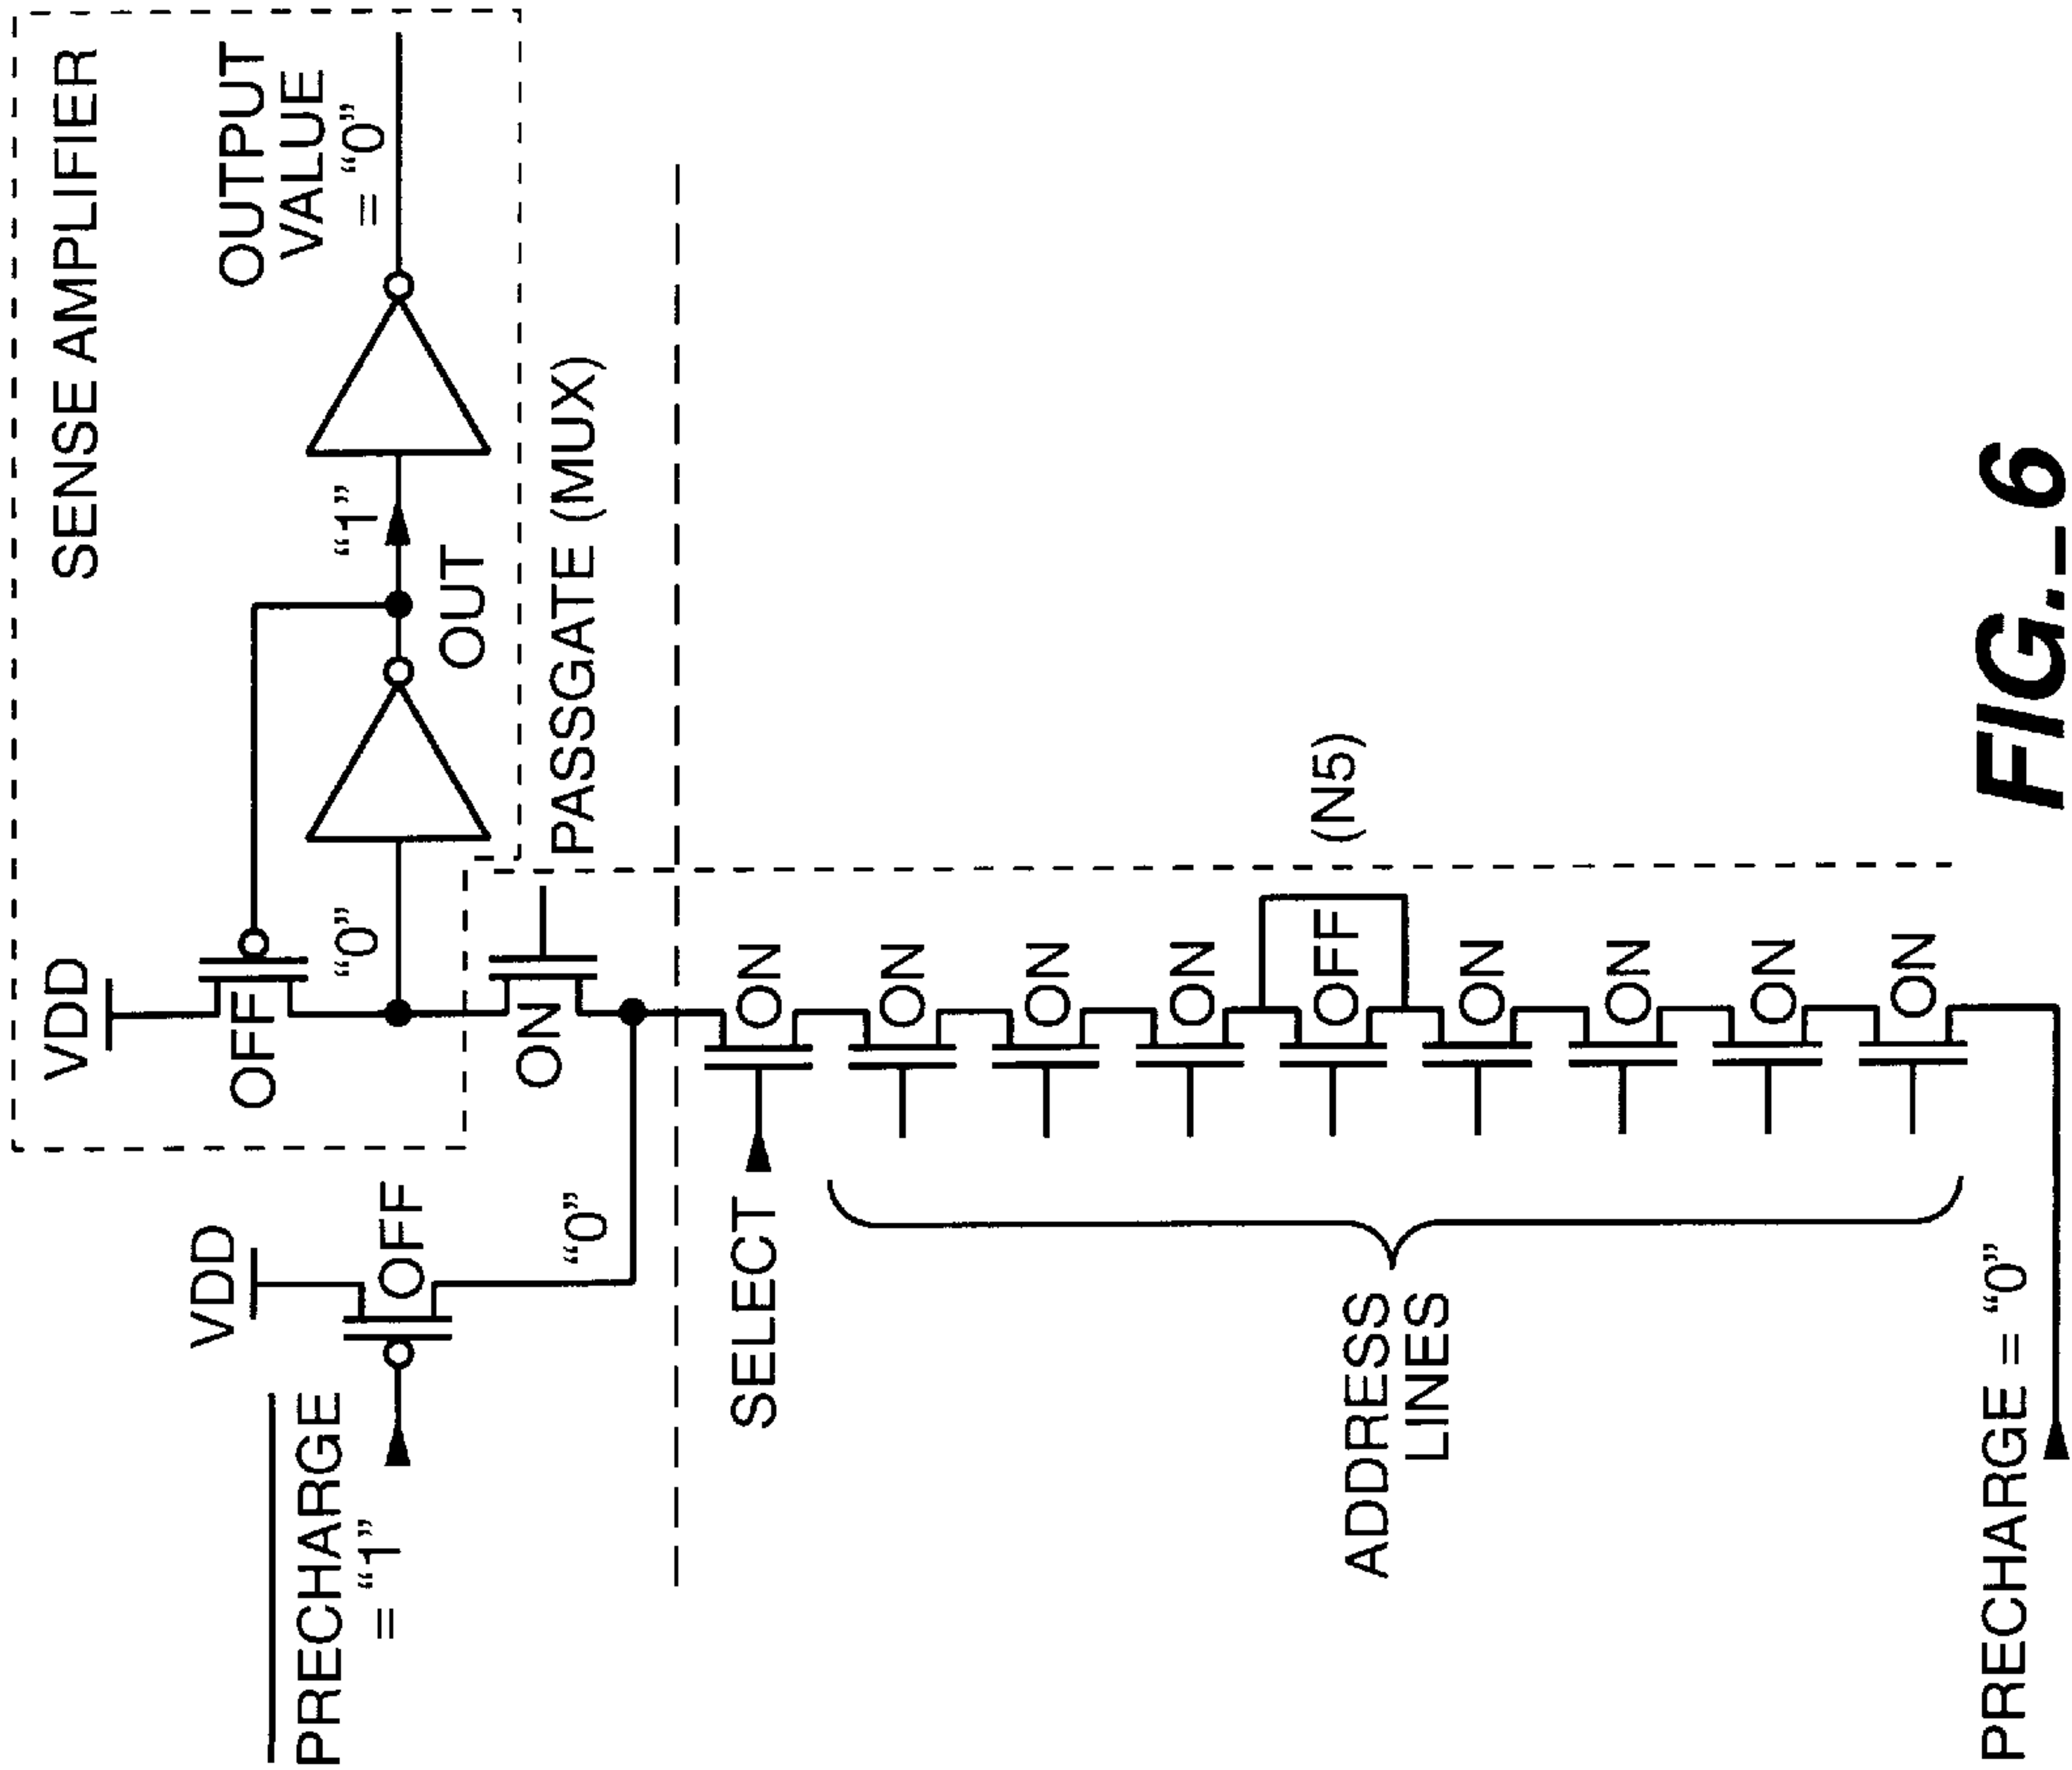 SENSE AMPLIFIER
VDD
OFF
"0"
OUT
"1"
OUTPUT
VALUE
= "0"
VDD
OFF
PRECHARGE
= "1"
"0"
ON
PASSGATE (MUX)
SELECT
ON
ON
ON
ON
OFF
(N5)
ON
ON
ON
ON
ADDRESS
LINES
PRECHARGE = "0"
FIG._6